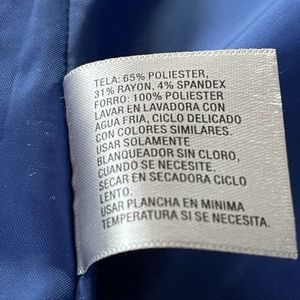 TELA: 65% POLIESTER,
31% RAYON, 4% SPANDEX
FORRO: 100% POLIESTER
LAVAR EN LAVADORA CON
AGUA FRIA, CICLO DELICADO
CON COLORES SIMILARES.
USAR SOLAMENTE
BLANQUEADOR SIN CLORO,
CUANDO SE NECESITE.
SECAR EN SECADORA CICLO
LENTO.
USAR PLANCHA EN MINIMA
TEMPERATURA SI SE NECESITA.